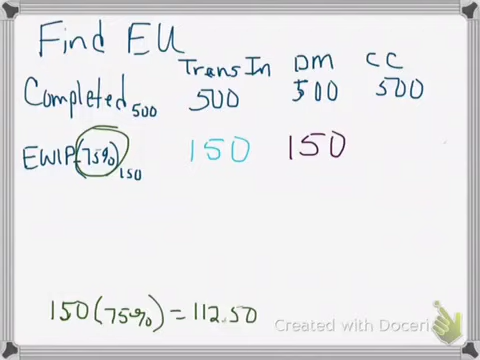 Find EU
Trans In DM CC
Completed 500 500 500 500
EWIP (75%) 150 150 150
150(75%) = 112.50
Created with Doceri